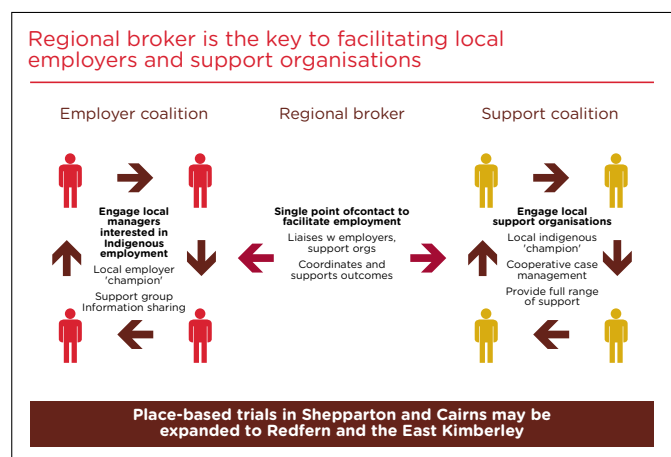 Regional broker is the key to facilitating local
employers and support organisations
Employer coalition
Engage local
managers
interested in
Indigenous
employment
Local employer
'champion'
Support group
Information sharing
Regional broker
Single point ofcontact to
facilitate employment
Liaises w employers,
support orgs
Coordinates and
supports outcomes
Support coalition
Engage local
support organisations
Local indigenous
'champion'
Cooperative case
management
Provide full range
of support
Place-based trials in Shepparton and Cairns may be
expanded to Redfern and the East Kimberley